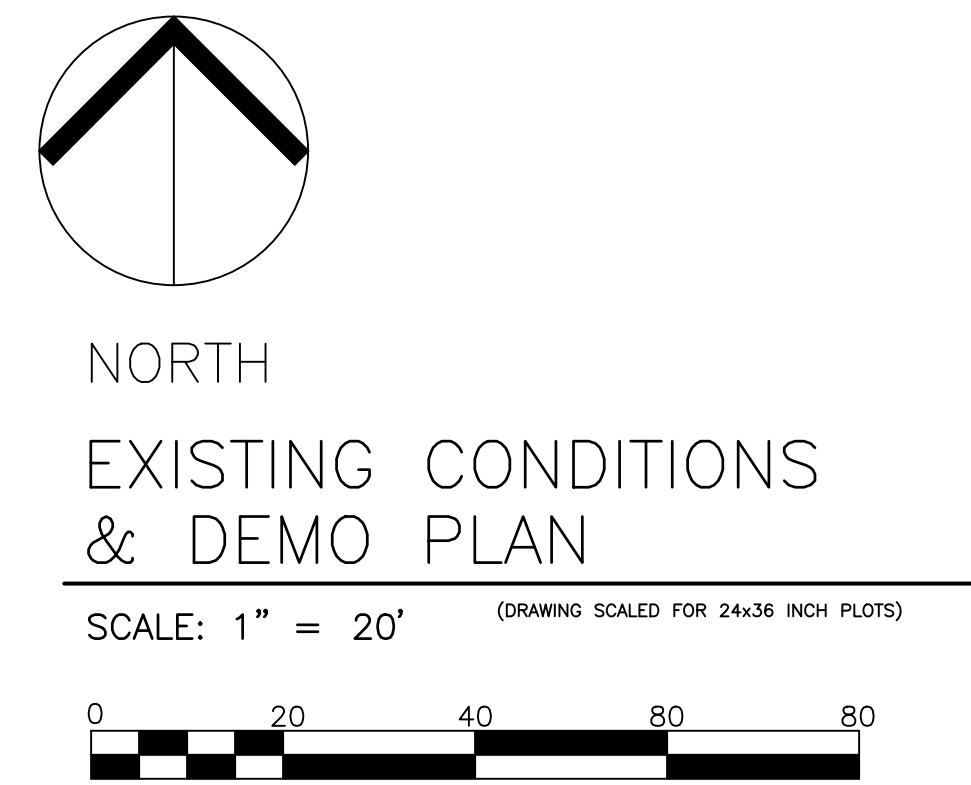 NORTH
EXISTING CONDITIONS
& DEMO PLAN
SCALE: 1" = 20'
(DRAWING SCALED FOR 24x36 INCH PLOTS)
0 20 40 80 80